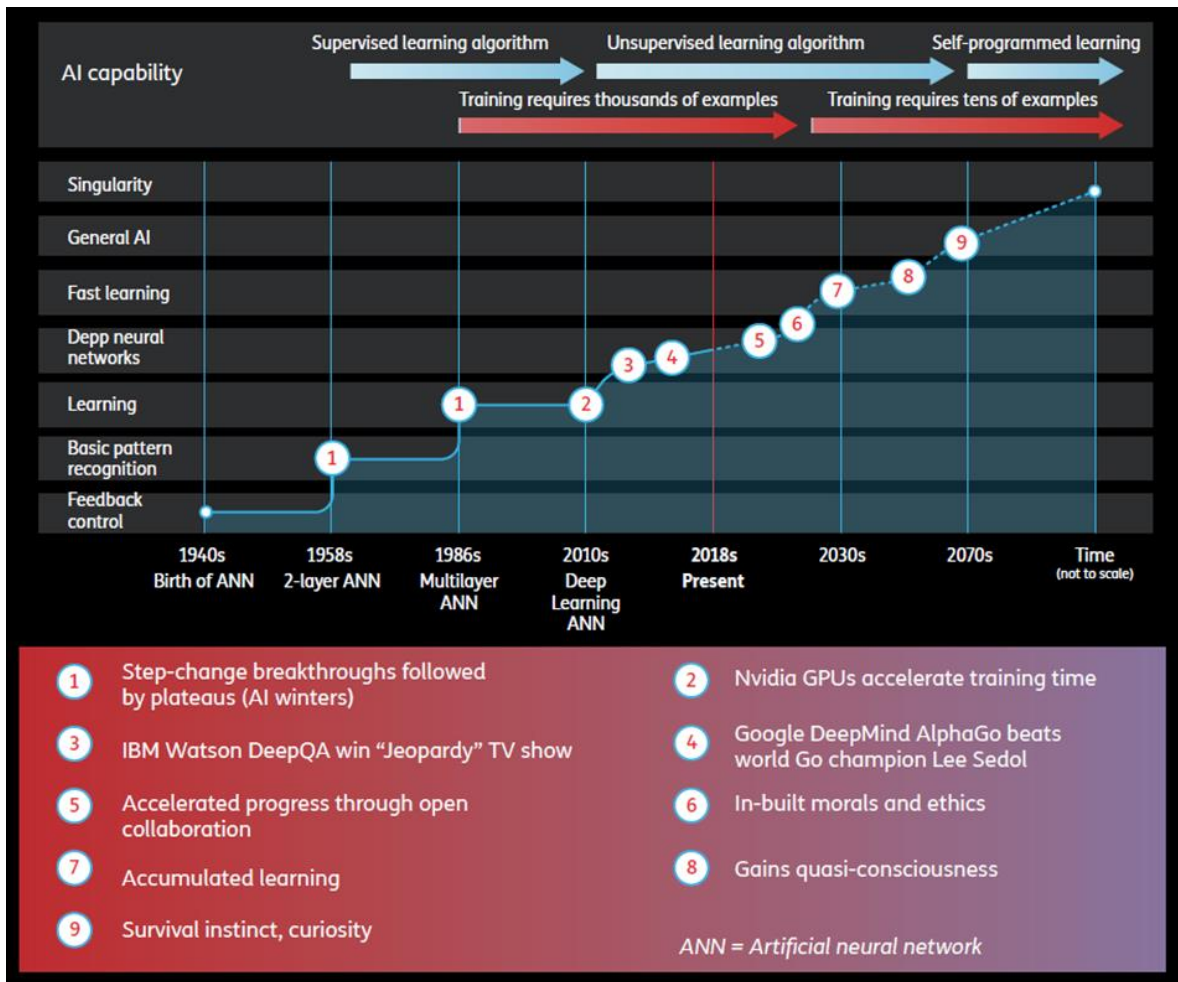 Supervised learning algorithm
Unsupervised learning algorithm
Self-programmed learning
AI capability
Training requires thousands of examples
Training requires tens of examples
Singularity
General AI
Fast learning
Depp neural
networks
Learning
Basic pattern
recognition
Feedback
control
9
8
7
6
5
4
3
1
2
1
1940s
Birth of ANN
1958s
2-layer ANN
1986s
Multilayer
ANN
2010s
Deep
Learning
ANN
2018s
Present
2030s
2070s
Time
(not to scale)
1
Step-change breakthroughs followed
by plateaus (AI winters)
2
Nvidia GPUs accelerate training time
3
IBM Watson DeepQA win “Jeopardy” TV show
4
Google DeepMind AlphaGo beats
world Go champion Lee Sedol
5
Accelerated progress through open
collaboration
6
In-built morals and ethics
7
Accumulated learning
8
Gains quasi-consciousness
9
Survival instinct, curiosity
ANN = Artificial neural network